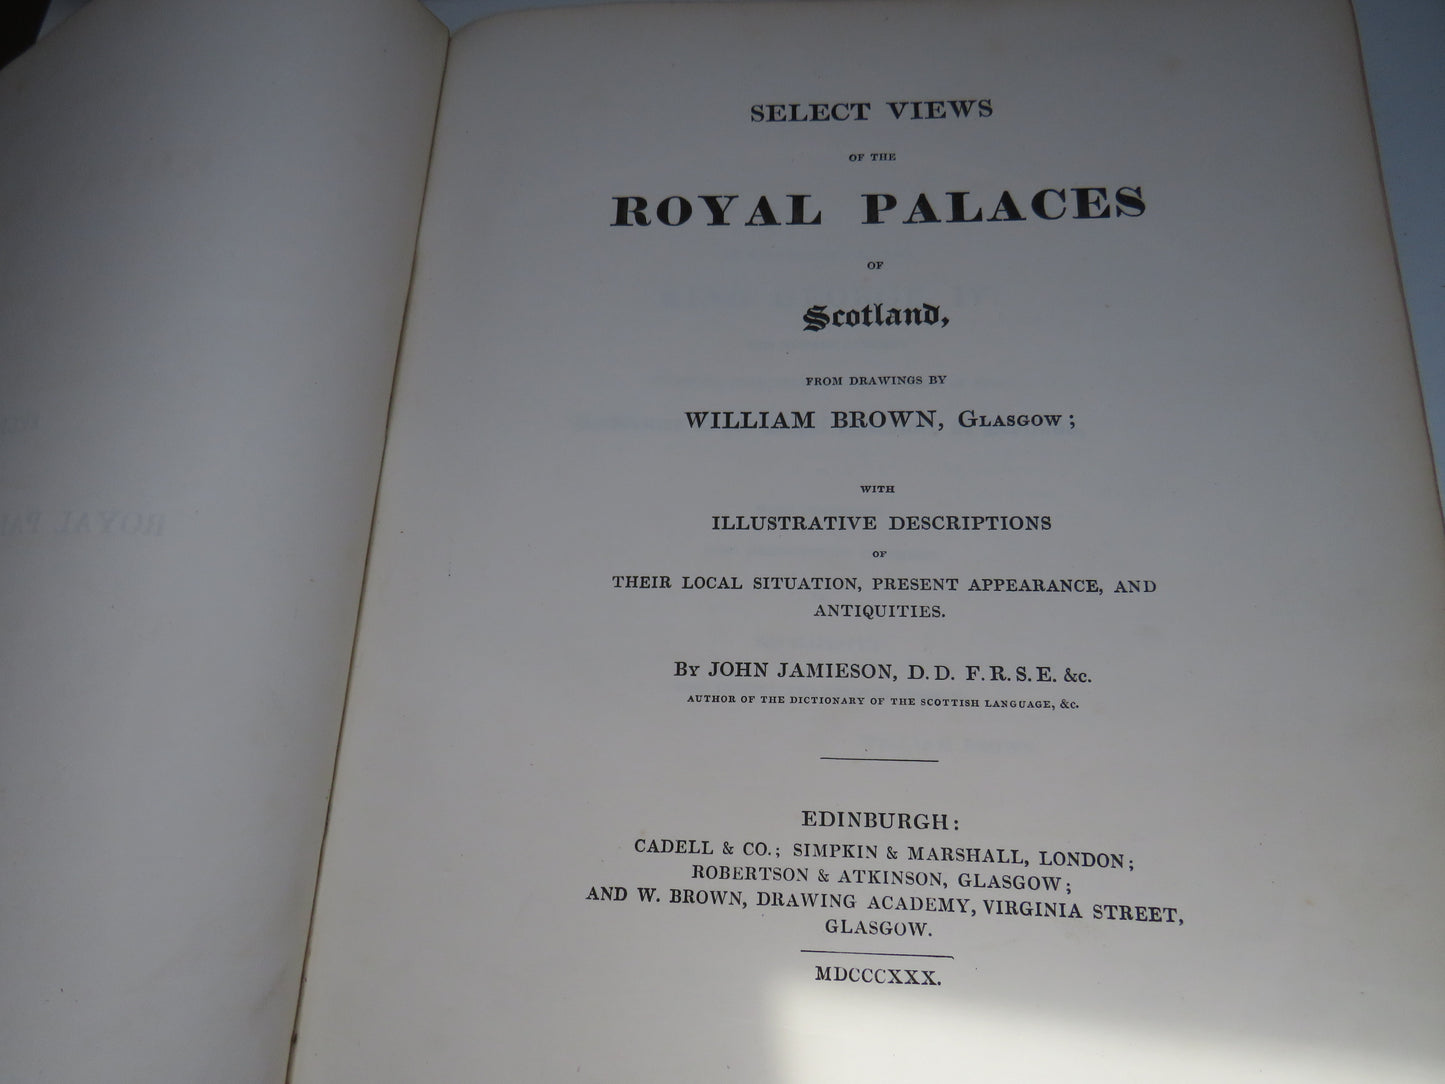 SELECT VIEWS
OF THE
ROYAL PALACES
OF
Scotland,
FROM DRAWINGS BY
WILLIAM BROWN, GLASGOW;
WITH
ILLUSTRATIVE DESCRIPTIONS
OF
THEIR LOCAL SITUATION, PRESENT APPEARANCE, AND
ANTIQUITIES.
BY JOHN JAMIESON, D.D. F.R.S.E. &c.
AUTHOR OF THE DICTIONARY OF THE SCOTTISH LANGUAGE, &c.
EDINBURGH:
CADELL & CO.; SIMPKIN & MARSHALL, LONDON;
ROBERTSON & ATKINSON, GLASGOW;
AND W. BROWN, DRAWING ACADEMY, VIRGINIA STREET,
GLASGOW.
MDCCCXXX.